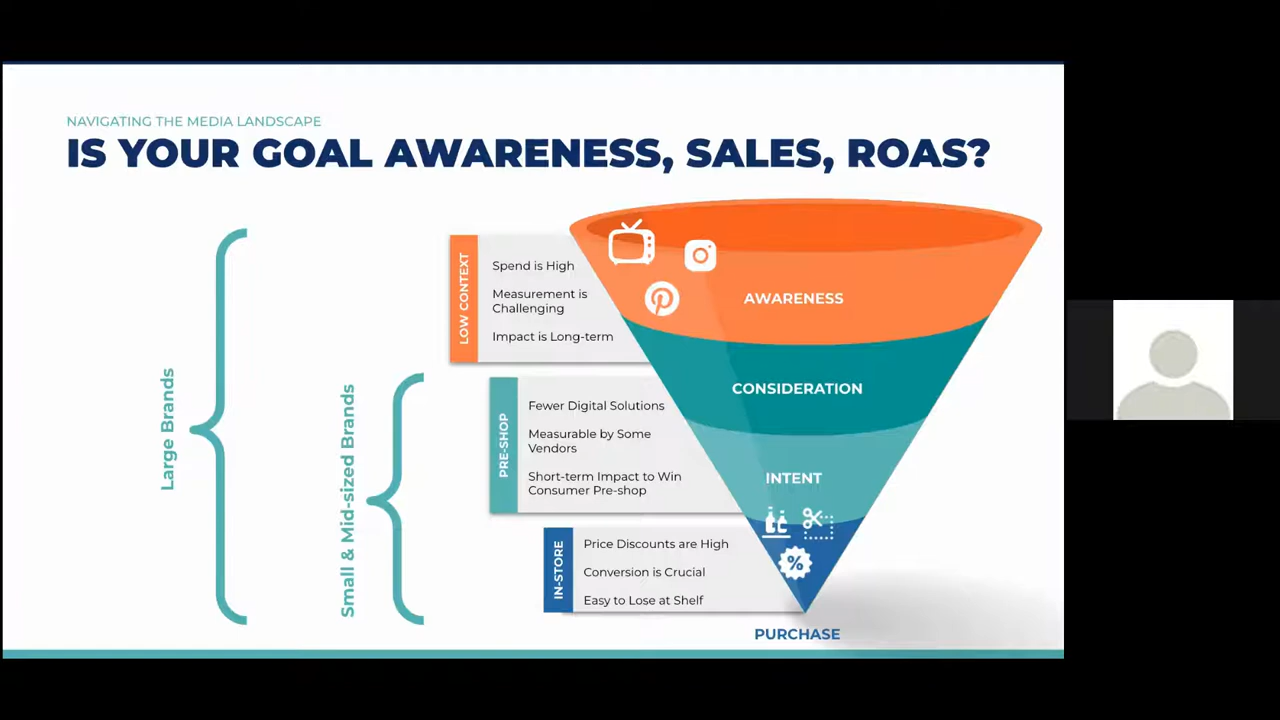 NAVIGATING THE MEDIA LANDSCAPE
IS YOUR GOAL AWARENESS, SALES, ROAS?
Large Brands
Small & Mid-sized Brands
LOW CONTEXT
Spend is High
Measurement is
Challenging
Impact is Long-term
PRE-SHOP
Fewer Digital Solutions
Measurable by Some
Vendors
Short-term Impact to Win
Consumer Pre-shop
IN-STORE
Price Discounts are High
Conversion is Crucial
Easy to Lose at Shelf
AWARENESS
CONSIDERATION
INTENT
%
PURCHASE